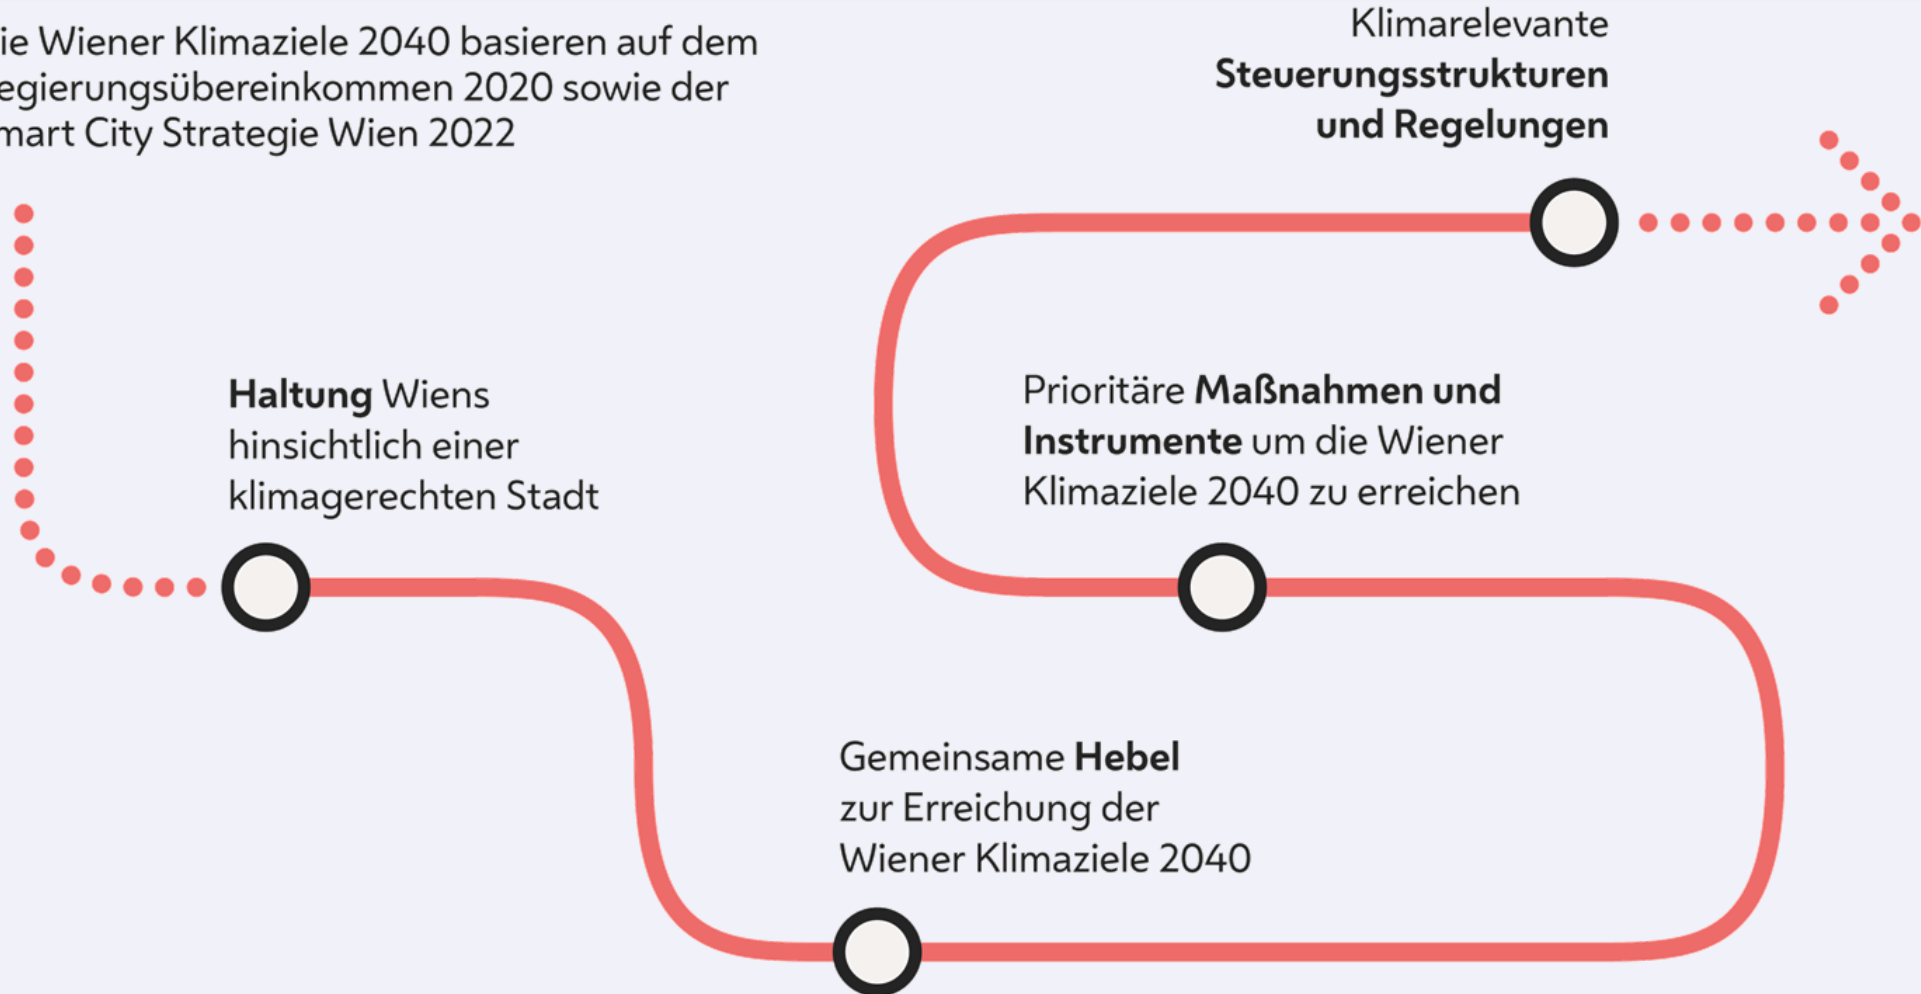 ie Wiener Klimaziele 2040 basieren auf dem
egierungsübereinkommen 2020 sowie der
mart City Strategie Wien 2022
Klimarelevante
Steuerungsstrukturen
und Regelungen
Haltung Wiens
hinsichtlich einer
klimagerechten Stadt
Prioritäre Maßnahmen und
Instrumente um die Wiener
Klimaziele 2040 zu erreichen
Gemeinsame Hebel
zur Erreichung der
Wiener Klimaziele 2040